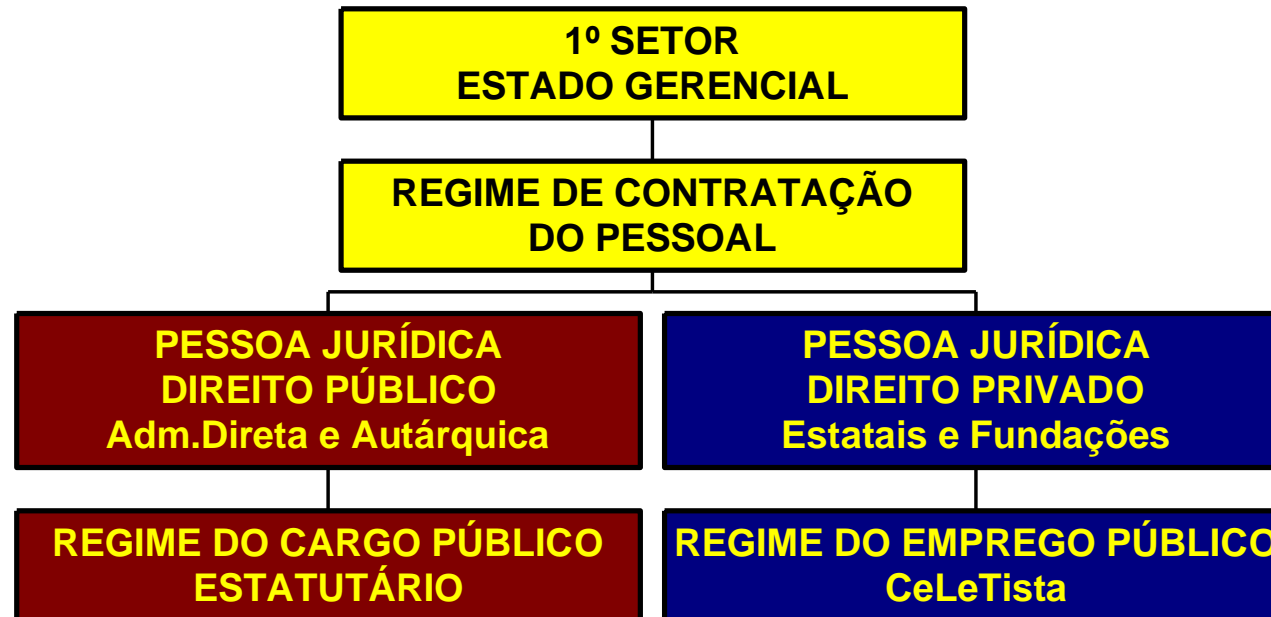 1º SETOR
ESTADO GERENCIAL
REGIME DE CONTRATAÇÃO
DO PESSOAL
PESSOA JURÍDICA
DIREITO PÚBLICO
Adm.Direta e Autárquica
PESSOA JURÍDICA
DIREITO PRIVADO
Estatais e Fundações
REGIME DO CARGO PÚBLICO
ESTATUTÁRIO
REGIME DO EMPREGO PÚBLICO
CeLeTista